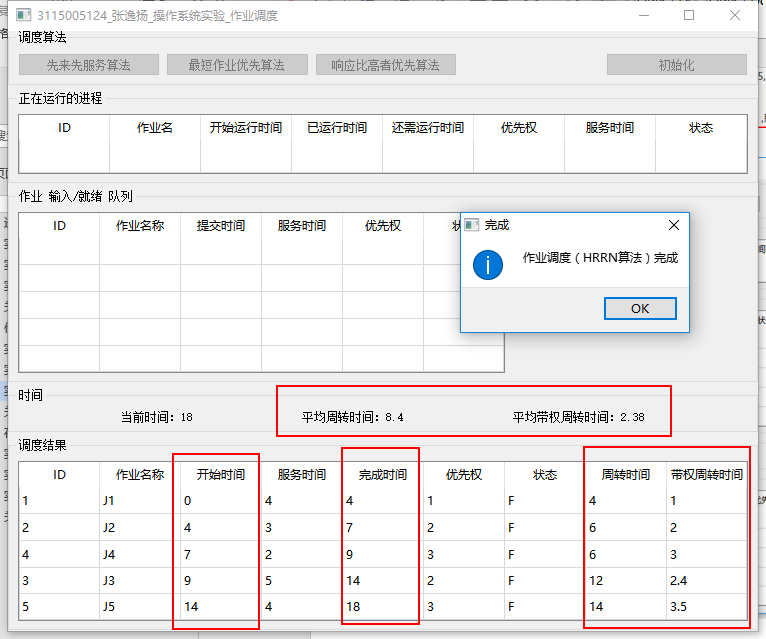 3115005124_张逸扬_操作系统实验_作业调度
调度算法
先来先服务算法 最短作业优先算法 响应比高者优先算法 初始化
正在运行的进程
ID 作业名 开始运行时间 已运行时间 还需运行时间 优先权 服务时间 状态
作业 输入/就绪 队列
ID 作业名称 提交时间 服务时间 优先权
完成
作业调度（HRRN算法）完成
OK
时间
当前时间: 18 平均周转时间: 8.4 平均带权周转时间: 2.38
调度结果
ID 作业名称 开始时间 服务时间 完成时间 优先权 状态 周转时间 带权周转时间
1 J1 0 4 4 1 F 4 1
2 J2 4 3 7 2 F 6 2
4 J4 7 2 9 3 F 6 3
3 J3 9 5 14 2 F 12 2.4
5 J5 14 4 18 3 F 14 3.5